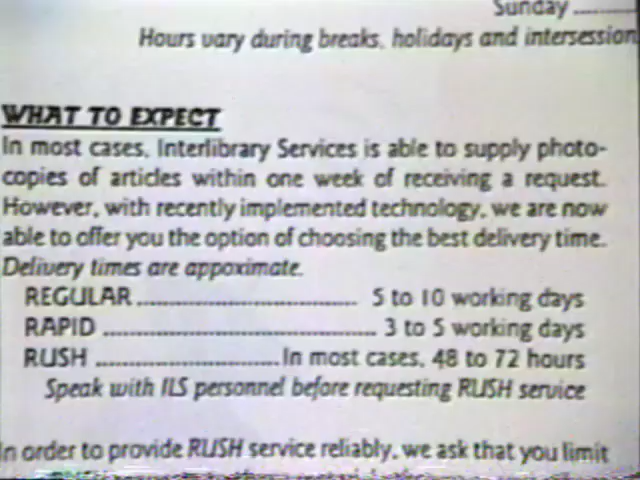 Sunday ..........
Hours vary during breaks, holidays and intersession
WHAT TO EXPECT
In most cases, Interlibrary Services is able to supply photo-
copies of articles within one week of receiving a request.
However, with recently implemented technology, we are now
able to offer you the option of choosing the best delivery time.
Delivery times are appoximate.
REGULAR .................................. 5 to 10 working days
RAPID .......................................... 3 to 5 working days
RUSH ............................In most cases, 48 to 72 hours
Speak with ILS personnel before requesting RUSH service
In order to provide RUSH service reliably, we ask that you limit